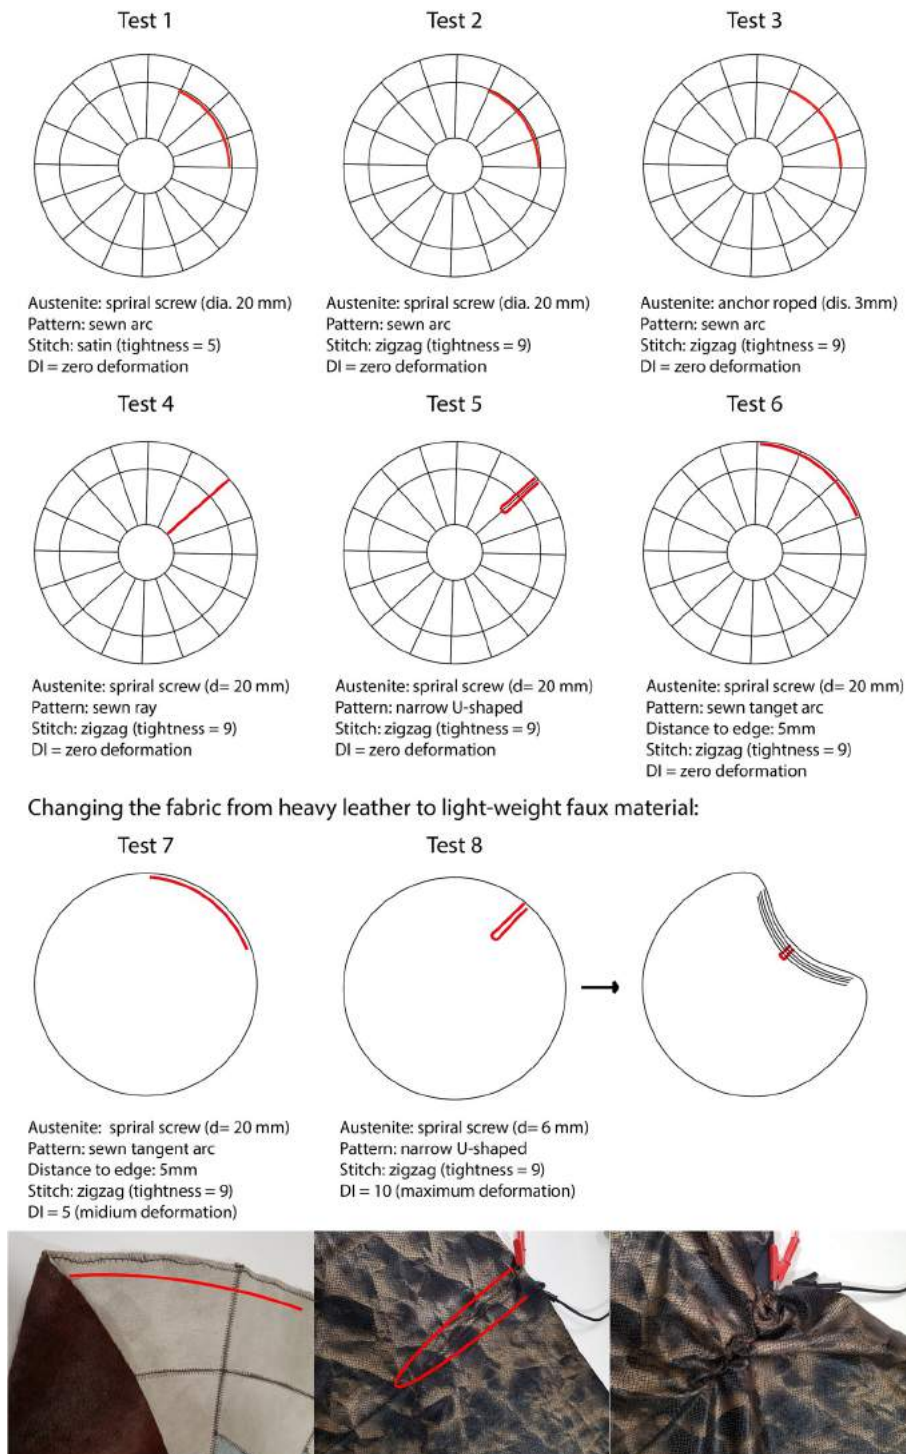 Test 1
Austenite: spriral screw (dia. 20 mm)
Pattern: sewn arc
Stitch: satin (tightness = 5)
DI = zero deformation
Test 2
Austenite: spriral screw (dia. 20 mm)
Pattern: sewn arc
Stitch: zigzag (tightness = 9)
DI = zero deformation
Test 3
Austenite: anchor roped (dis. 3mm)
Pattern: sewn arc
Stitch: zigzag (tightness = 9)
DI = zero deformation
Test 4
Austenite: spriral screw (d= 20 mm)
Pattern: sewn ray
Stitch: zigzag (tightness = 9)
DI = zero deformation
Test 5
Austenite: spriral screw (d= 20 mm)
Pattern: narrow U-shaped
Stitch: zigzag (tightness = 9)
DI = zero deformation
Test 6
Austenite: spriral screw (d= 20 mm)
Pattern: sewn tanget arc
Distance to edge: 5mm
Stitch: zigzag (tightness = 9)
DI = zero deformation
Changing the fabric from heavy leather to light-weight faux material:
Test 7
Austenite: spriral screw (d= 20 mm)
Pattern: sewn tangent arc
Distance to edge: 5mm
Stitch: zigzag (tightness = 9)
DI = 5 (midium deformation)
Test 8
Austenite: spriral screw (d= 6 mm)
Pattern: narrow U-shaped
Stitch: zigzag (tightness = 9)
DI = 10 (maximum deformation)